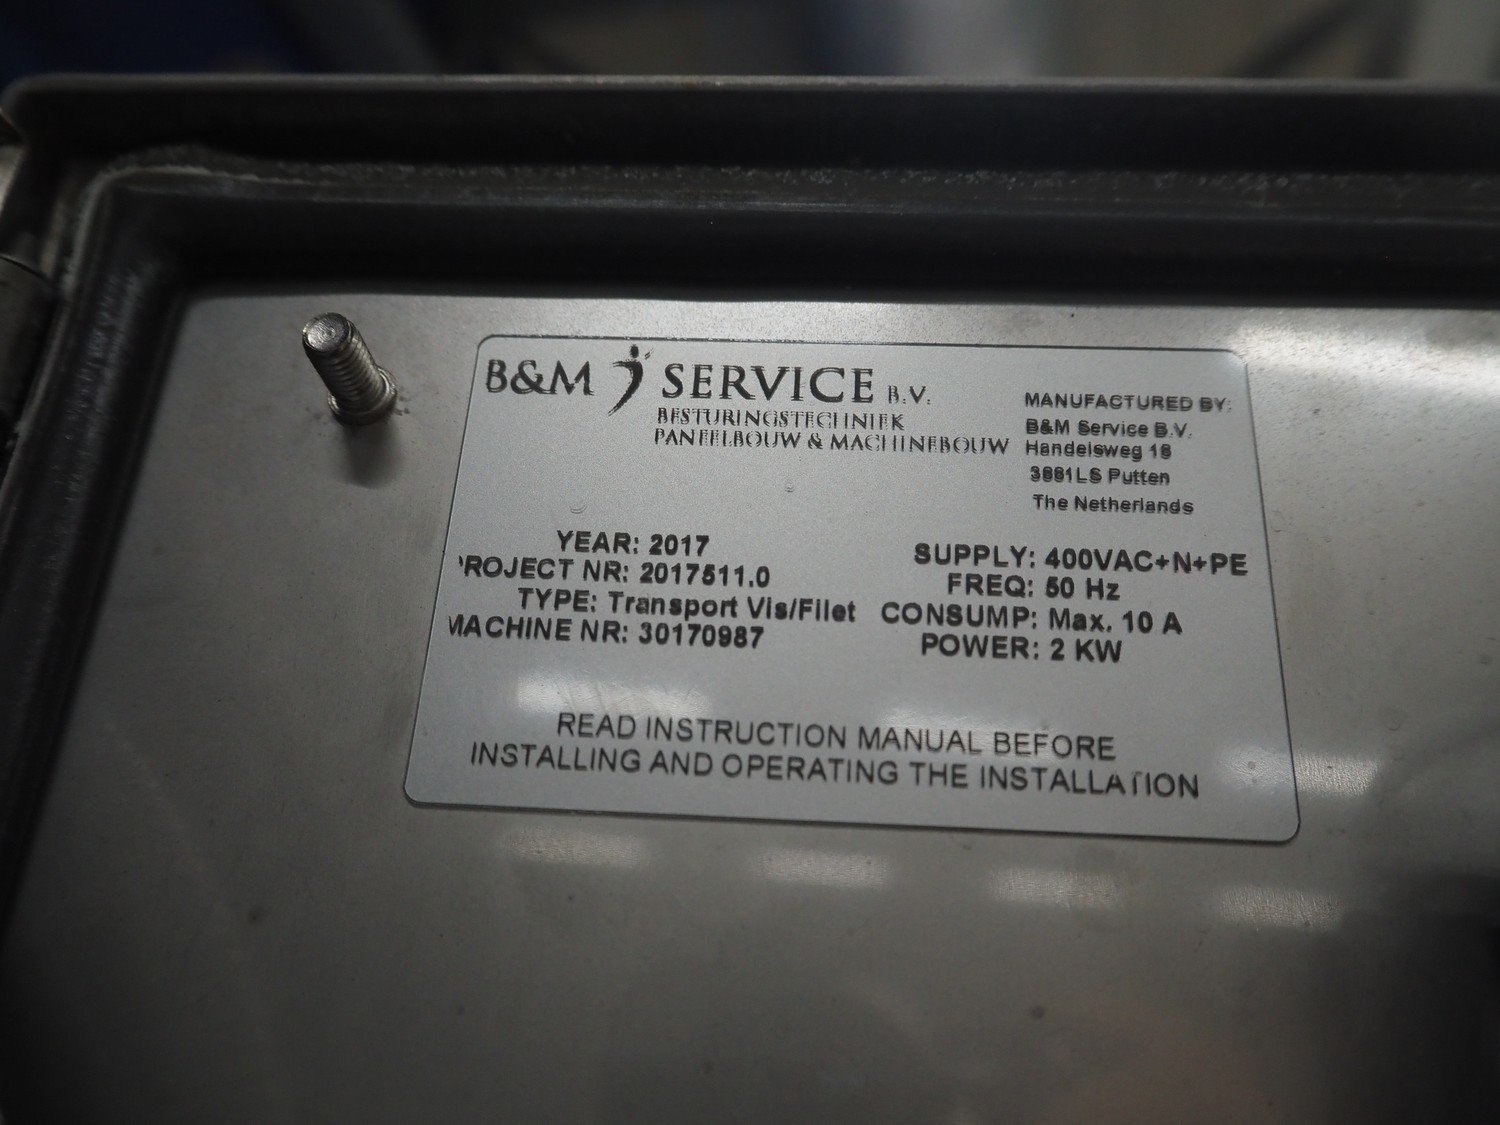 B&M SERVICE B.V.
BESTURINGSTECHNIEK
PANEELBOUW & MACHINEBOUW
MANUFACTURED BY:
B&M Service B.V.
Handelsweg 18
3881LS Putten
The Netherlands
YEAR: 2017
PROJECT NR: 2017511.0
TYPE: Transport Vis/Filet
MACHINE NR: 30170987
SUPPLY: 400VAC+N+PE
FREQ: 50 Hz
CONSUMP: Max. 10 A
POWER: 2 KW
READ INSTRUCTION MANUAL BEFORE
INSTALLING AND OPERATING THE INSTALLATION